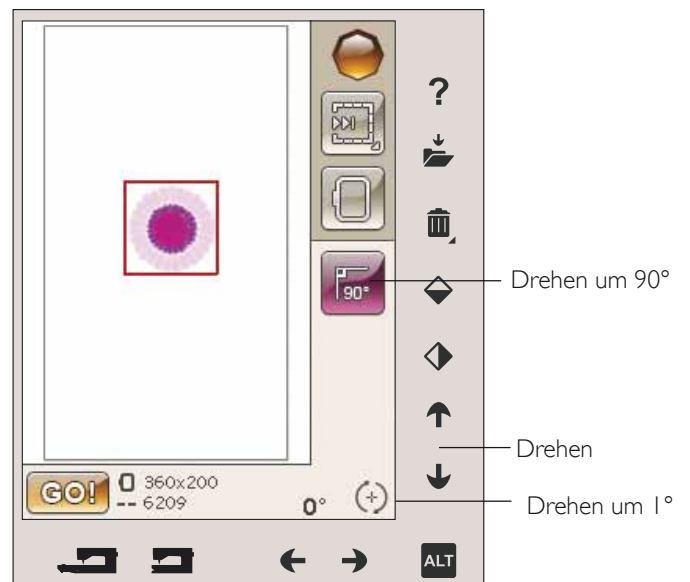 ?
90°
Drehen um 90°
Drehen
GO!
360x200
-- 6209
0°
Drehen um 1°
ALT